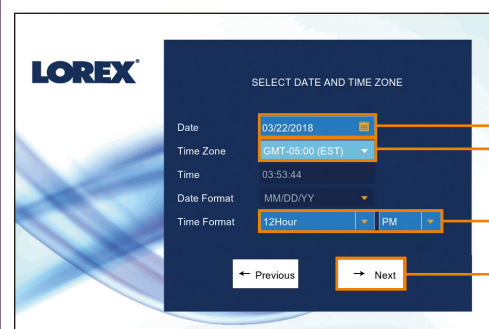 LOREX®
SELECT DATE AND TIME ZONE
Date 03/22/2018
Time Zone GMT-05:00 (EST)
Time 03:53:44
Date Format MM/DD/YY
Time Format 12Hour PM
← Previous → Next